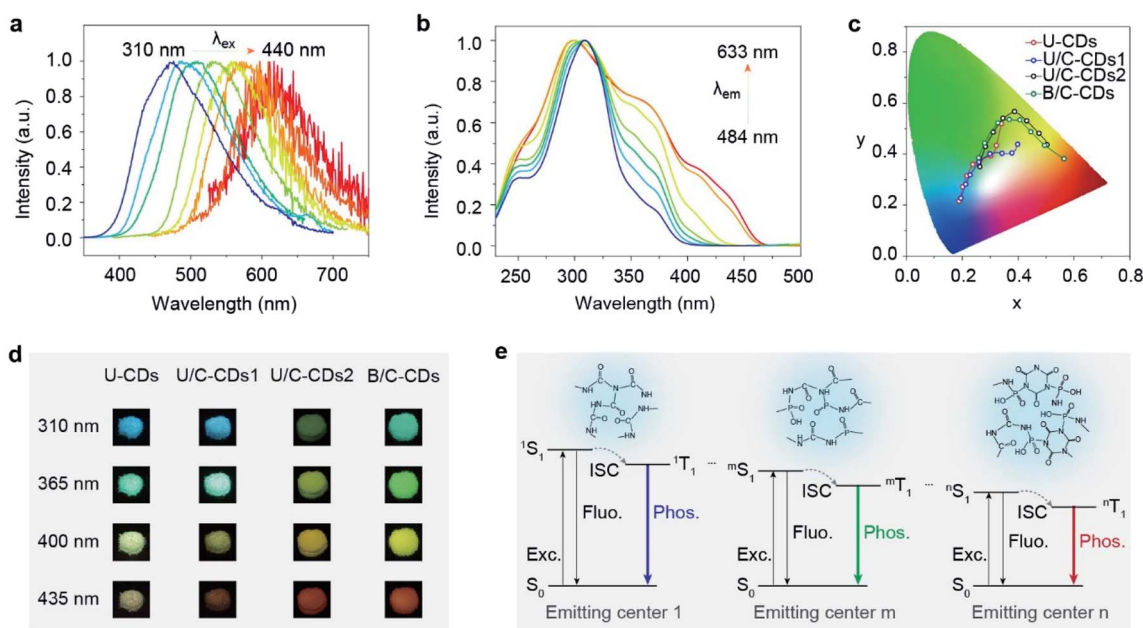 a
310 nm
λex
440 nm
1.0
0.8
0.6
0.4
0.2
0.0
Intensity (a.u.)
400
500
600
700
Wavelength (nm)
b
633 nm
λem
484 nm
1.0
0.8
0.6
0.4
0.2
0.0
Intensity (a.u.)
250
300
350
400
450
500
Wavelength (nm)
c
U-CDs
U/C-CDs1
U/C-CDs2
B/C-CDs
0.8
0.6
0.4
0.2
0.0
y
0.0
0.2
0.4
0.6
0.8
x
d
U-CDs U/C-CDs1 U/C-CDs2 B/C-CDs
310 nm
365 nm
400 nm
435 nm
e
¹S₁
ISC
¹T₁
...
Exc.
Fluo.
Phos.
S₀
Emitting center 1
ᵐS₁
ISC
ᵐT₁
...
Exc.
Fluo.
Phos.
S₀
Emitting center m
ⁿS₁
ISC
ⁿT₁
Exc.
Fluo.
Phos.
S₀
Emitting center n